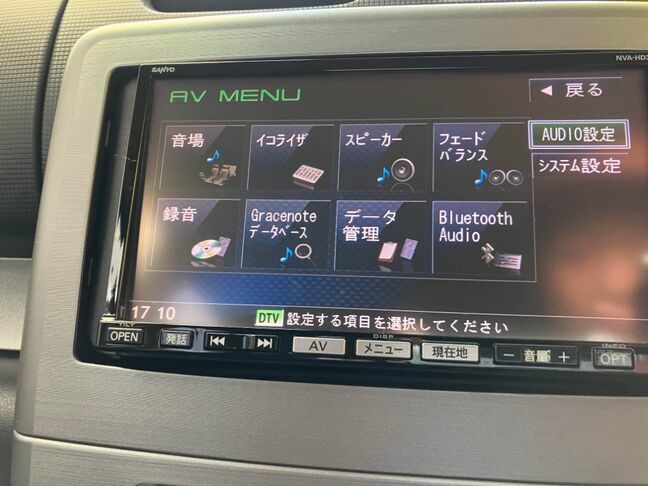 SANYO
NVA-HD3
AV MENU
◀ 戻る
音場
イコライザ
スピーカー
フェード
バランス
AUDIO設定
システム設定
録音
Gracenote
データベース
データ
管理
Bluetooth
Audio
17 10
DTV 設定する項目を選択してください
TILT
OPEN
発話
AV
DISP
メニュー
現在地
− 音量 +
INFO
OPT